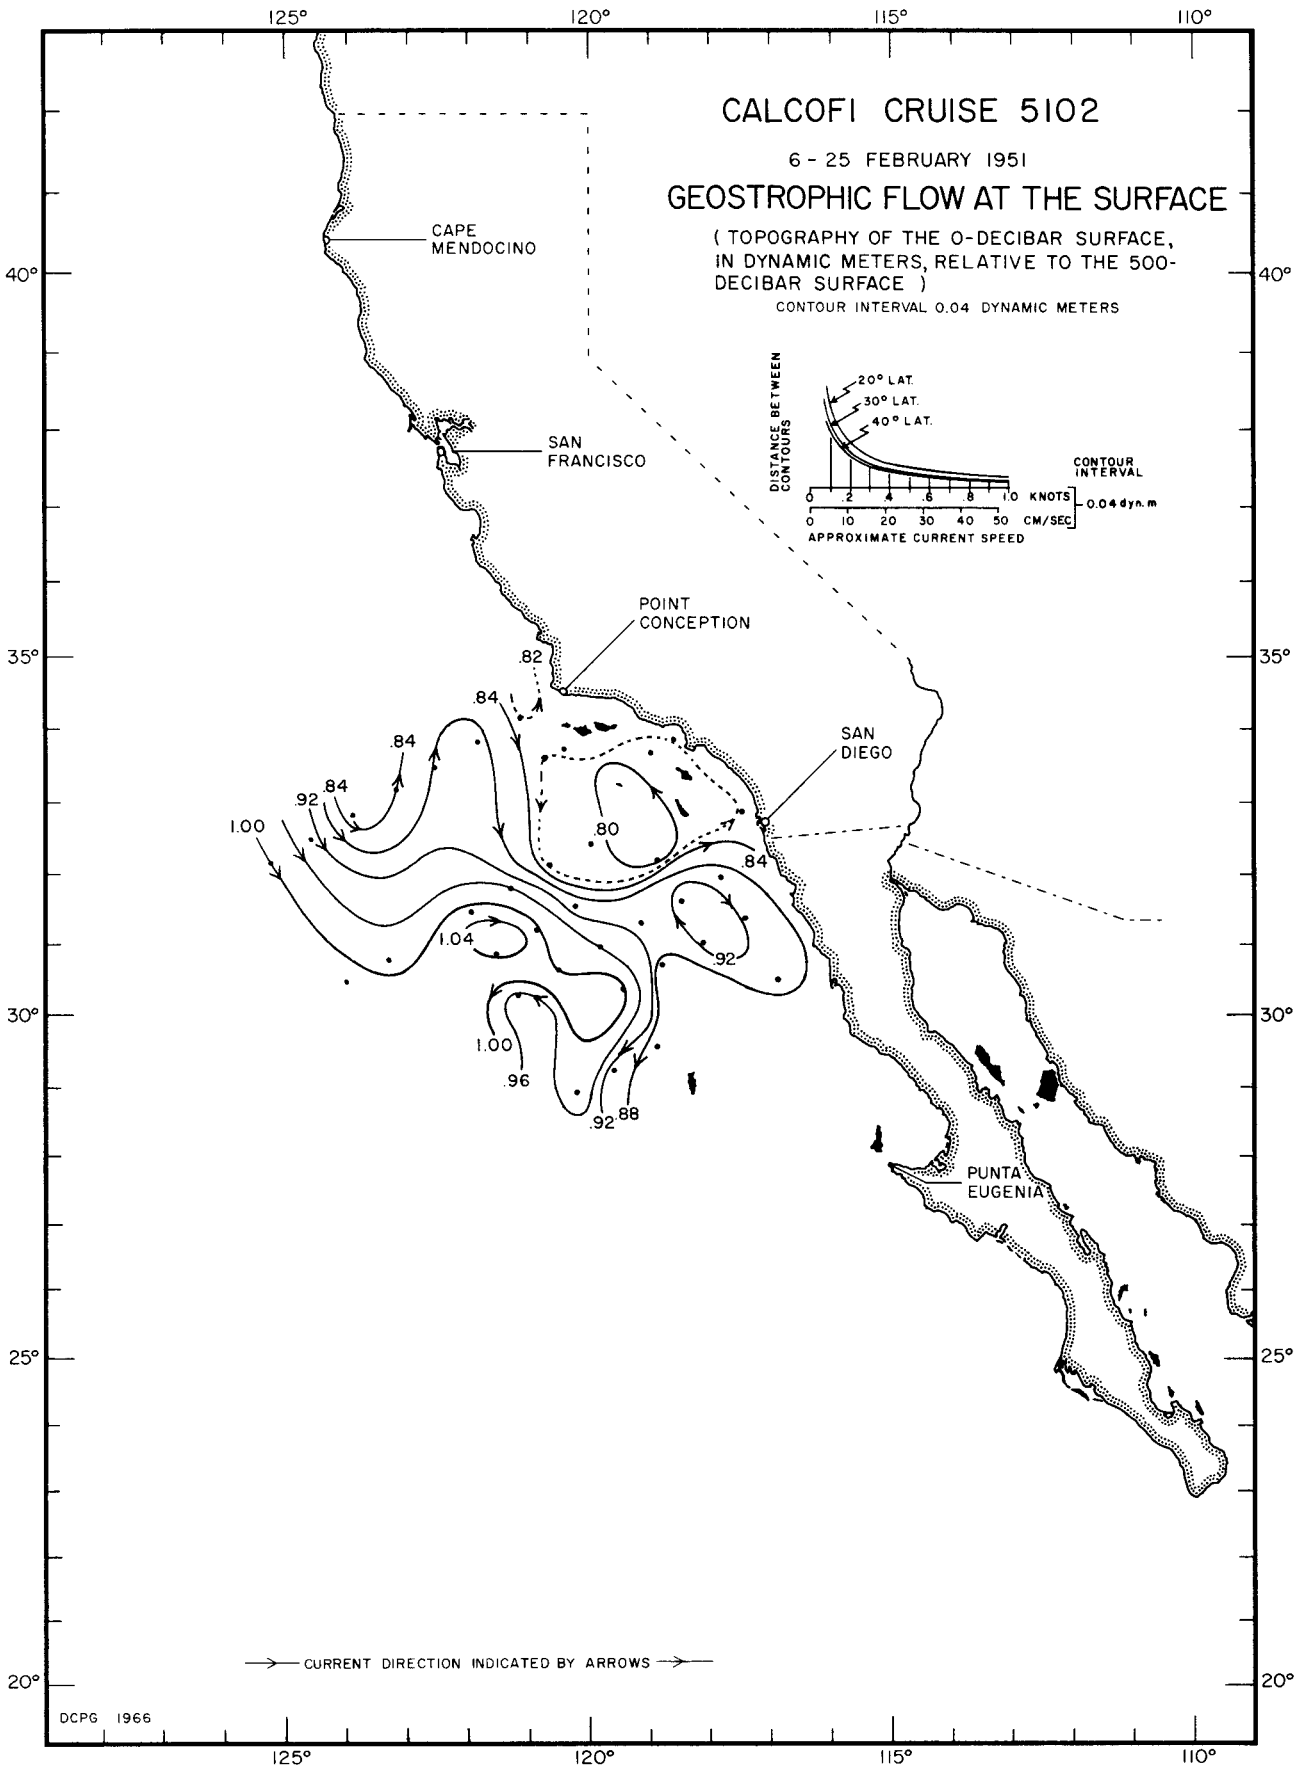 125° 120° 115° 110°
CALCOFI CRUISE 5102
6 - 25 FEBRUARY 1951
GEOSTROPHIC FLOW AT THE SURFACE
( TOPOGRAPHY OF THE 0-DECIBAR SURFACE,
IN DYNAMIC METERS, RELATIVE TO THE 500-
DECIBAR SURFACE )
CONTOUR INTERVAL 0.04 DYNAMIC METERS
CAPE
MENDOCINO
40° 40°
DISTANCE BETWEEN
CONTOURS
20° LAT.
30° LAT.
40° LAT.
CONTOUR
INTERVAL
0 .2 .4 .6 .8 1.0 KNOTS
0.04 dyn. m
0 10 20 30 40 50 CM/SEC
APPROXIMATE CURRENT SPEED
SAN
FRANCISCO
POINT
CONCEPTION
35° 35°
.82
.84
.84
SAN
DIEGO
.84
.92
1.00
.80
.84
1.04
.92
30° 30°
1.00
.96
.92 .88
PUNTA
EUGENIA
25° 25°
CURRENT DIRECTION INDICATED BY ARROWS
20° 20°
DCPG 1966
125° 120° 115° 110°